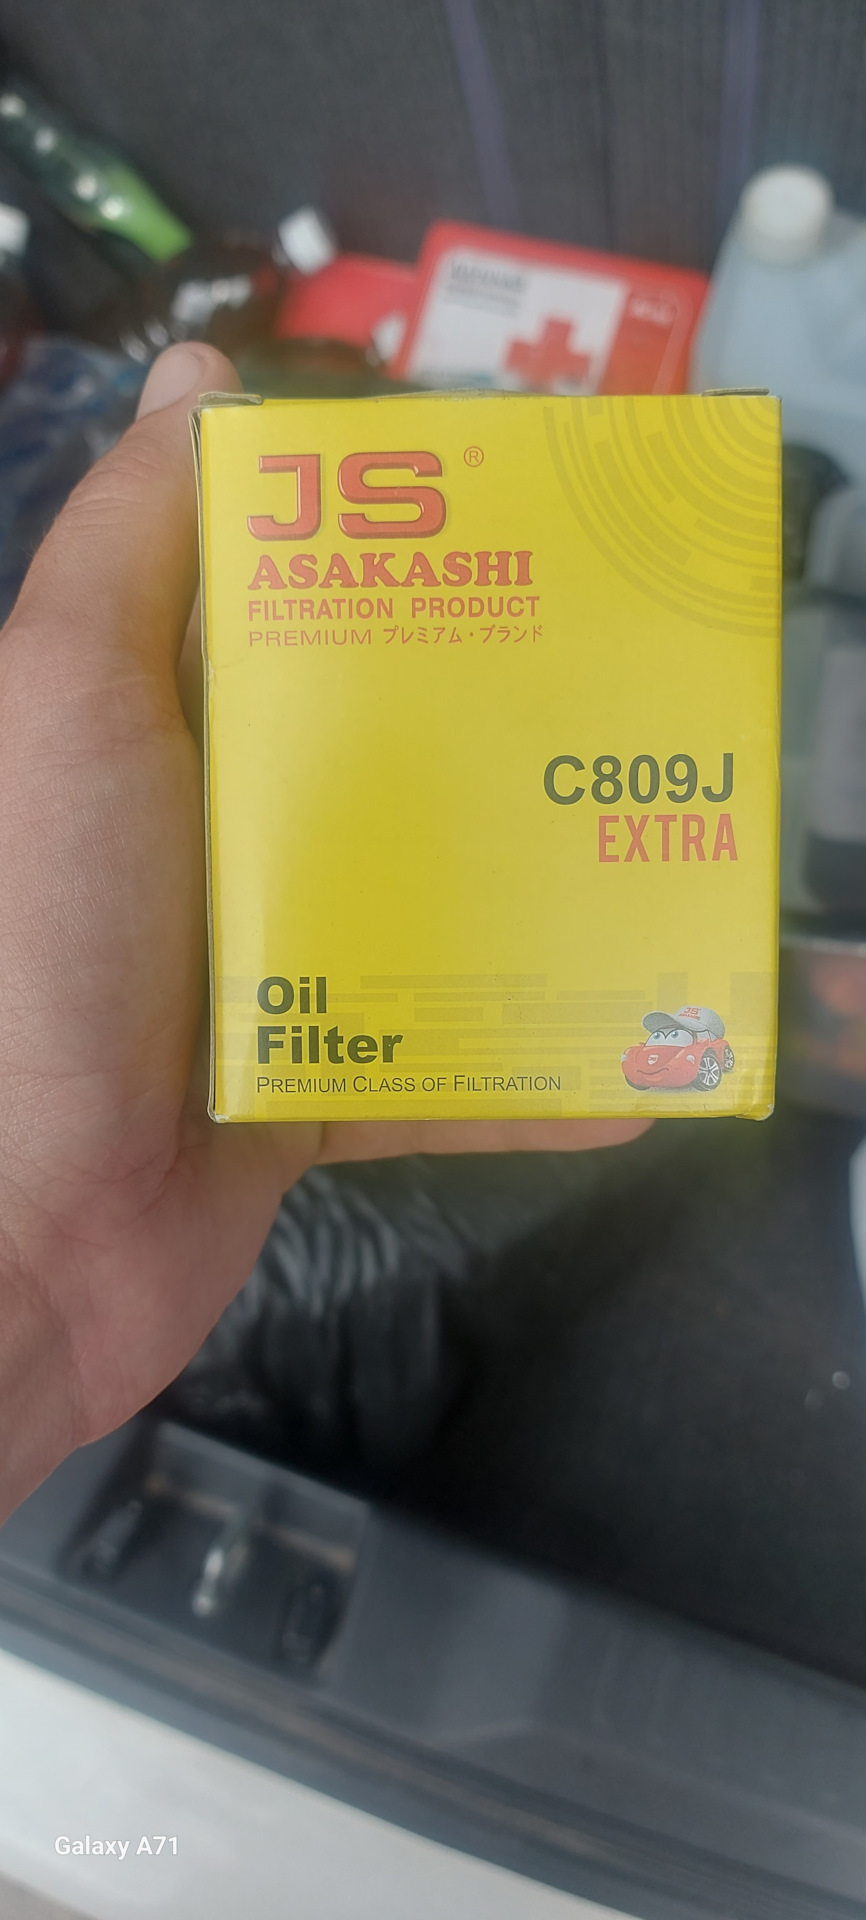 JS®
ASAKASHI
FILTRATION PRODUCT
PREMIUM プレミアム・ブランド
C809J
EXTRA
Oil
Filter
PREMIUM CLASS OF FILTRATION
JS
Galaxy A71